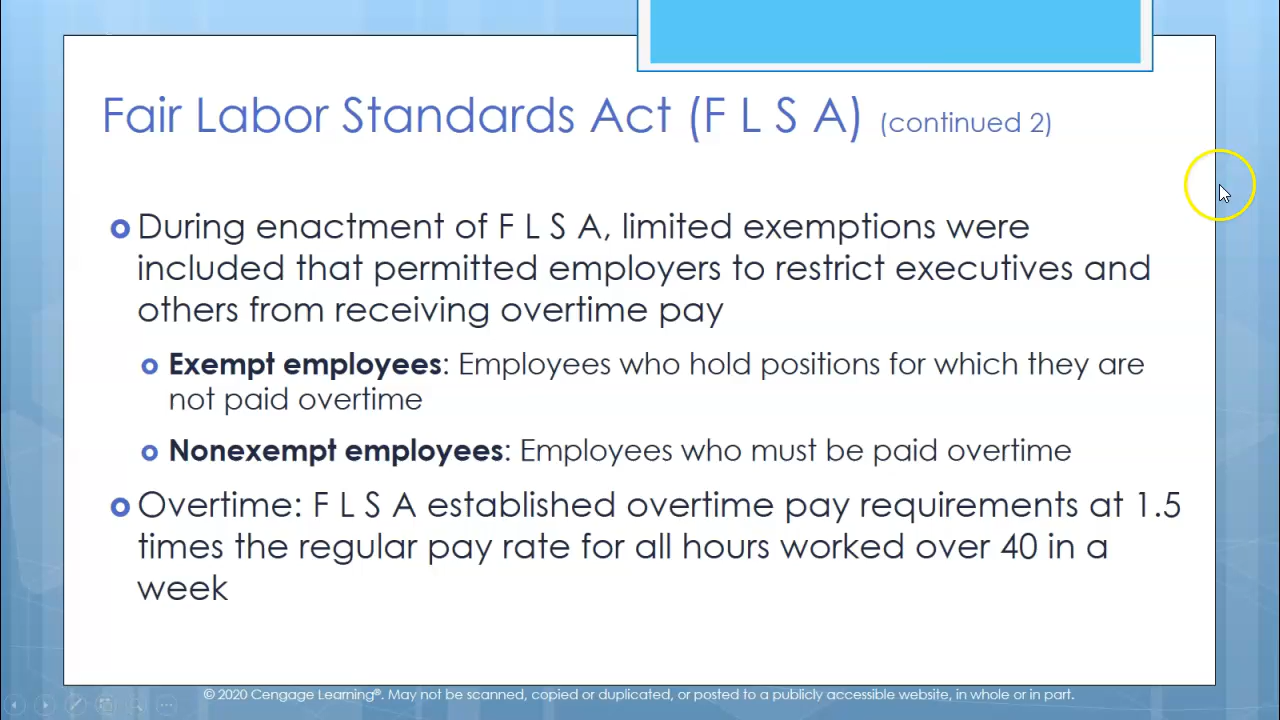 Fair Labor Standards Act (F L S A) (continued 2)
During enactment of F L S A, limited exemptions were
included that permitted employers to restrict executives and
others from receiving overtime pay
Exempt employees: Employees who hold positions for which they are
not paid overtime
Nonexempt employees: Employees who must be paid overtime
Overtime: F L S A established overtime pay requirements at 1.5
times the regular pay rate for all hours worked over 40 in a
week
© 2020 Cengage Learning®. May not be scanned, copied or duplicated, or posted to a publicly accessible website, in whole or in part.